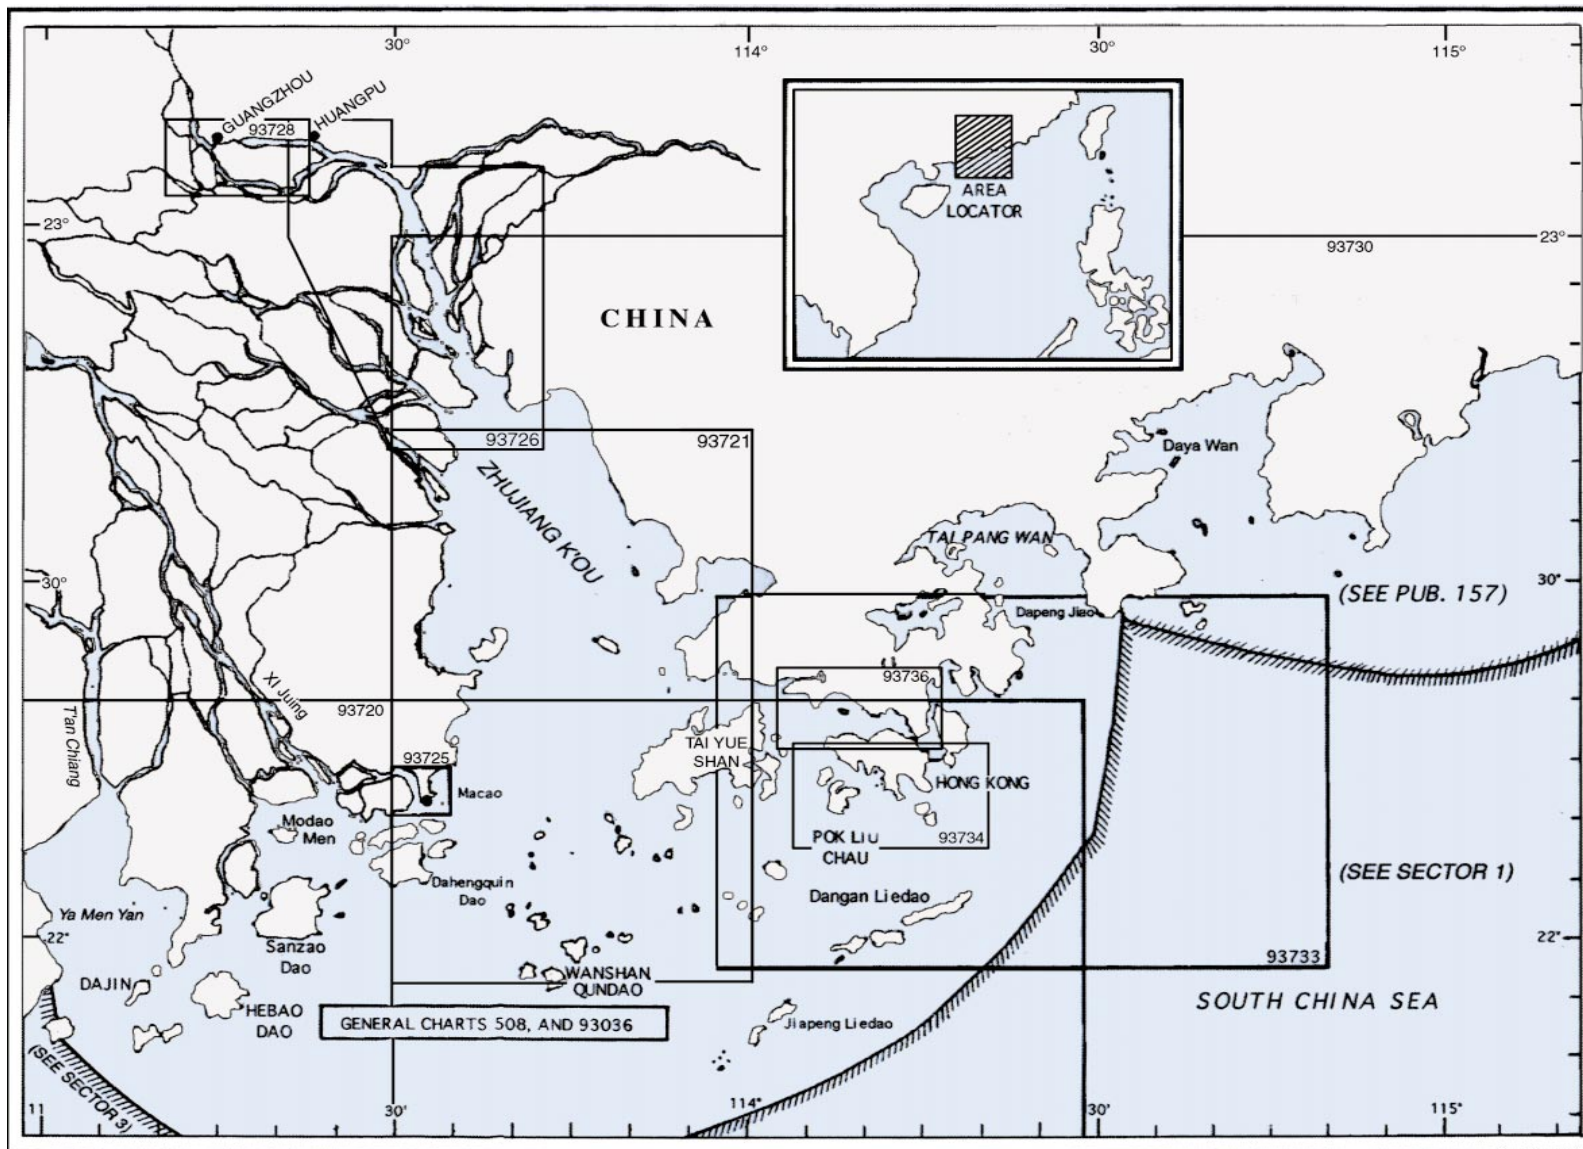 30°
114°
30°
115°
GUANGZHOU
HUANGPU
93728
AREA
LOCATOR
23°
93730
23°
CHINA
93726
93721
Daya Wan
ZHUJIANG K'OU
TAI PANG WAN
30°
30°
(SEE PUB. 157)
Dapeng Jiao
93736
XI Juing
93720
T'an Chiang
TAI YUE
SHAN
93725
Macao
HONG KONG
Modao
Men
POK LIU
CHAU
93734
(SEE SECTOR 1)
Dahengquin
Dao
Dangan Liedao
Ya Men Yan
22°
Sanzao
Dao
22°
93733
WANSHAN
QUNDAO
DAJIN
HEBAO
DAO
SOUTH CHINA SEA
GENERAL CHARTS 508, AND 93036
Jiapeng Liedao
(SEE SECTOR 3)
11
30'
114°
30'
115°